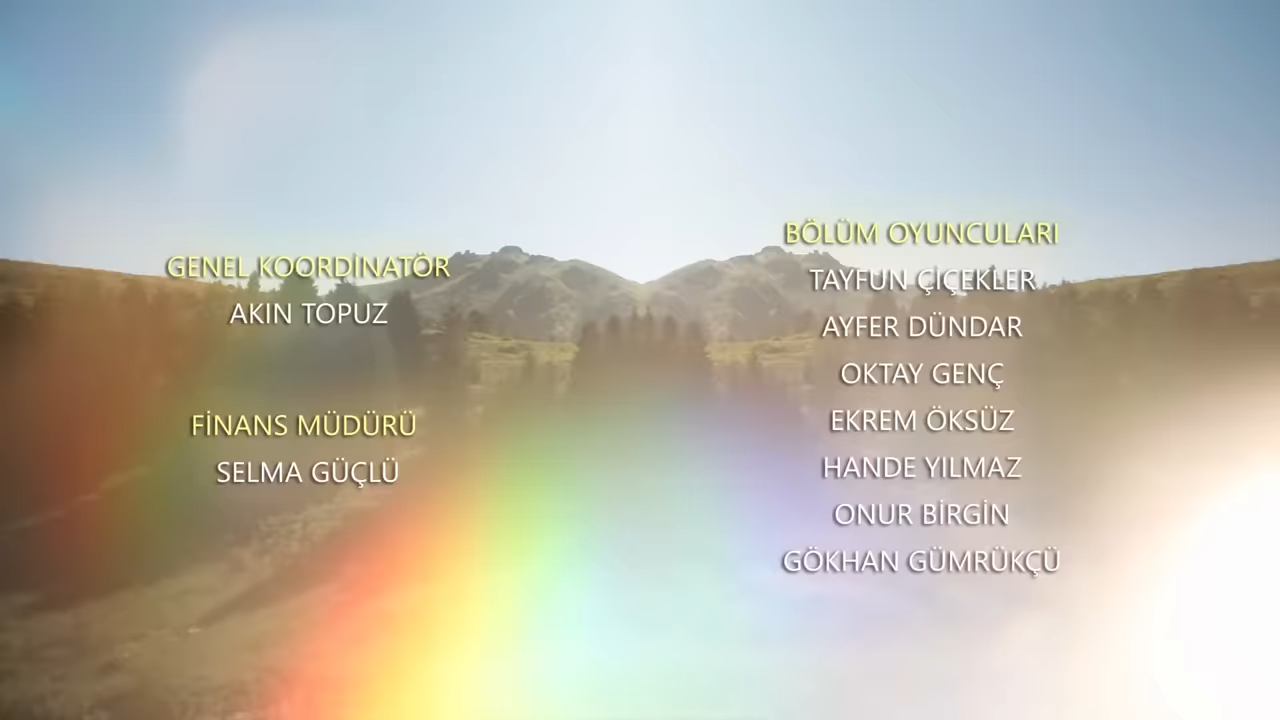 GENEL KOORDİNATÖR
AKIN TOPUZ
FİNANS MÜDÜRÜ
SELMA GÜÇLÜ
BÖLÜM OYUNCULARI
TAYFUN ÇİÇEKLER
AYFER DÜNDAR
OKTAY GENÇ
EKREM ÖKSÜZ
HANDE YILMAZ
ONUR BİRGİN
GÖKHAN GÜMRÜKÇÜ